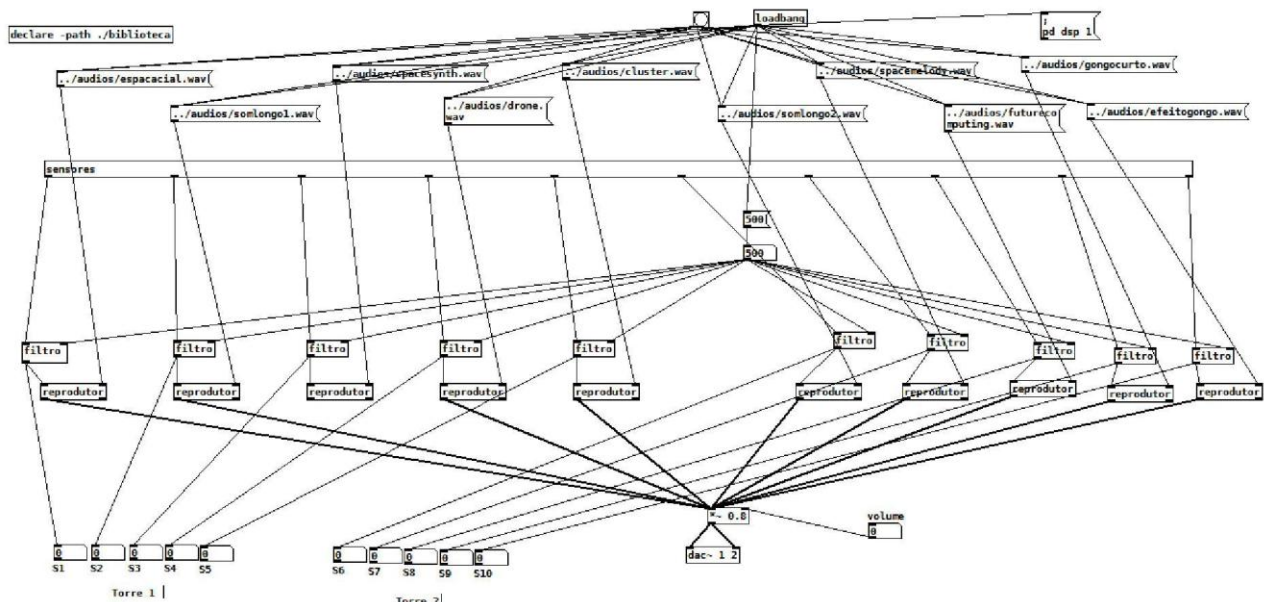 loadbang
;
pd dsp 1
declare -path ./biblioteca
../audios/espacacial.wav
../audios/spacesynth.wav
../audios/cluster.wav
../audios/spacemelody.wav
../audios/gongocurto.wav
../audios/somlongo1.wav
../audios/drone.
wav
../audios/somlongo2.wav
../audios/futureco
mputing.wav
../audios/efeitogongo.wav
sensores
500
500
filtro
filtro
filtro
filtro
filtro
filtro
filtro
filtro
filtro
filtro
reprodutor
reprodutor
reprodutor
reprodutor
reprodutor
reprodutor
reprodutor
reprodutor
reprodutor
reprodutor
*~ 0.8
volume
0
dac~ 1 2
0
0
0
0
0
S1
S2
S3
S4
S5
0
0
0
0
0
S6
S7
S8
S9
S10
Torre 1
Torre 2